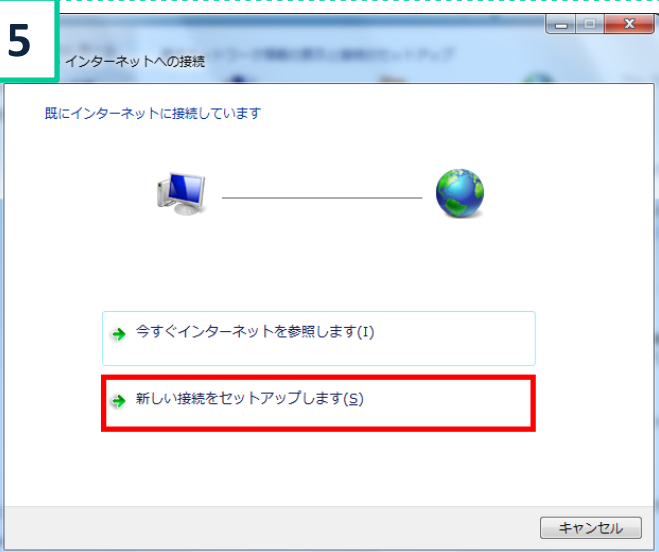 5
インターネットへの接続
既にインターネットに接続しています
今すぐインターネットを参照します(I)
新しい接続をセットアップします(S)
キャンセル